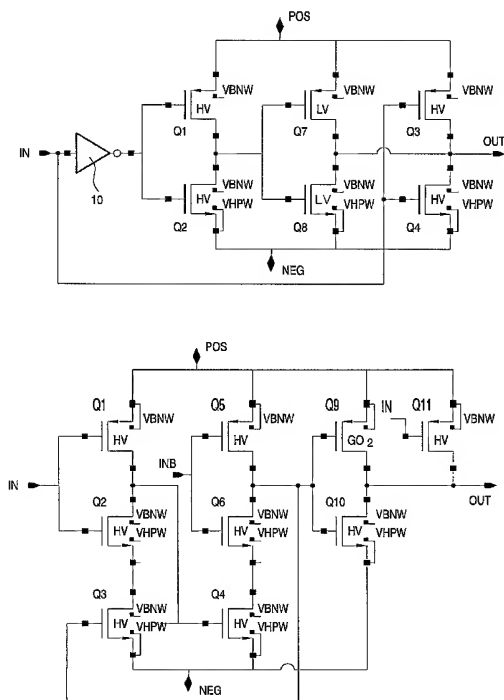 POS
VBNW VBNW VBNW
HV LV HV
Q1 Q7 Q3
IN OUT
10
VBNW VBNW VBNW
HV VHPW LV VHPW HV VHPW
Q2 Q8 Q4
NEG
POS
Q1 Q5 Q9 IN Q11
VBNW VBNW VBNW VBNW
HV HV GO2 HV
IN INB
Q2 Q6 Q10 OUT
VBNW VBNW VBNW
HV VHPW HV VHPW HV VHPW
Q3 Q4
VBNW VBNW
HV VHPW HV VHPW
NEG